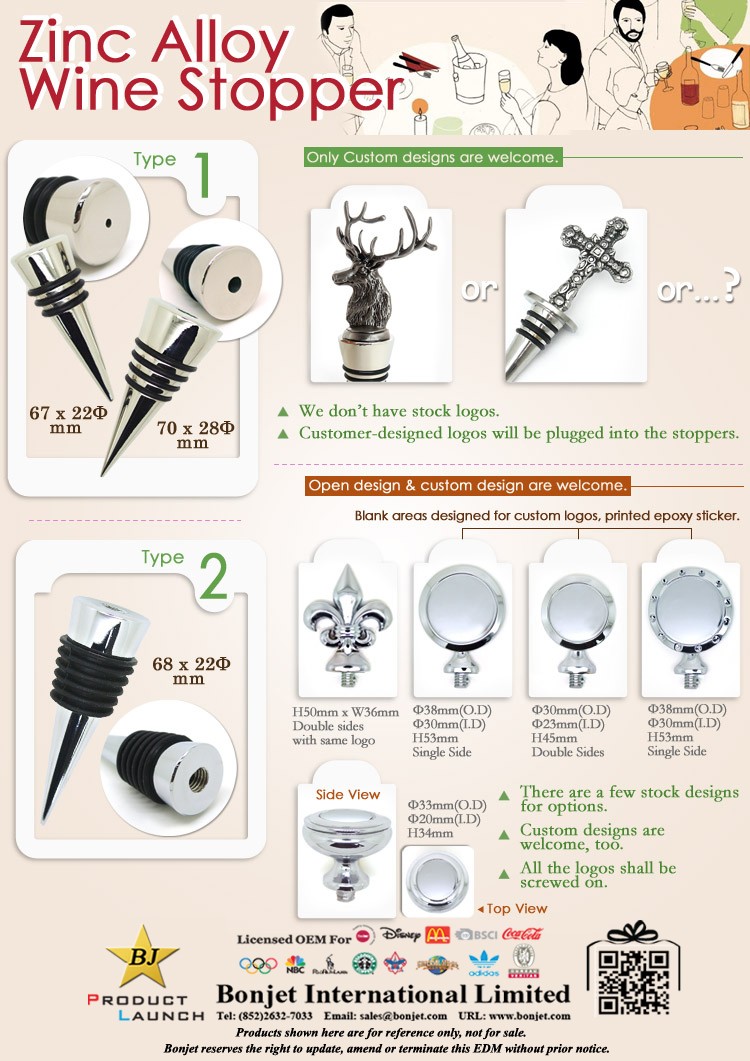 Zinc Alloy
Wine Stopper
Type 1
67 x 22Φ
mm
70 x 28Φ
mm
Only Custom designs are welcome.
or
or...?
▲ We don't have stock logos.
▲ Customer-designed logos will be plugged into the stoppers.
Open design & custom design are welcome.
Blank areas designed for custom logos, printed epoxy sticker.
Type 2
68 x 22Φ
mm
H50mm x W36mm
Double sides
with same logo
Φ38mm(O.D)
Φ30mm(I.D)
H53mm
Single Side
Φ30mm(O.D)
Φ23mm(I.D)
H45mm
Double Sides
Φ38mm(O.D)
Φ30mm(I.D)
H53mm
Single Side
Side View
Φ33mm(O.D)
Φ20mm(I.D)
H34mm
◄ Top View
▲ There are a few stock designs
for options.
▲ Custom designs are
welcome, too.
▲ All the logos shall be
screwed on.
BJ
PRODUCT
LAUNCH
Licensed OEM For
Disney
BSCI
Coca-Cola
NBC
adidas
Bonjet International Limited
Tel: (852)2632-7033 Email: sales@bonjet.com URL: www.bonjet.com
Products shown here are for reference only, not for sale.
Bonjet reserves the right to update, amend or terminate this EDM without prior notice.